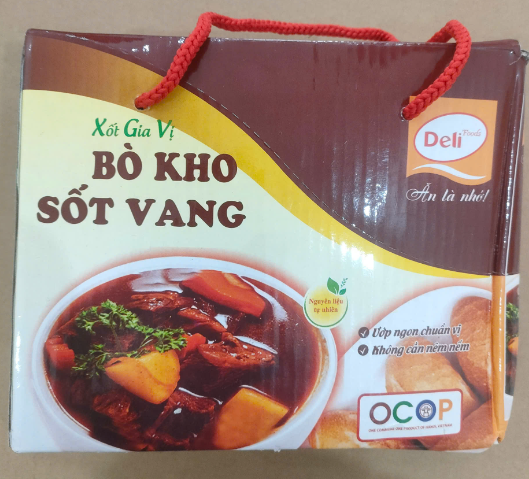 Xốt Gia Vị
BÒ KHO
SỐT VANG
Deli Foods
Ăn là nhớ!
Nguyên liệu
tự nhiên
Ướp ngon chuẩn vị
Không cần nêm nếm
OCOP